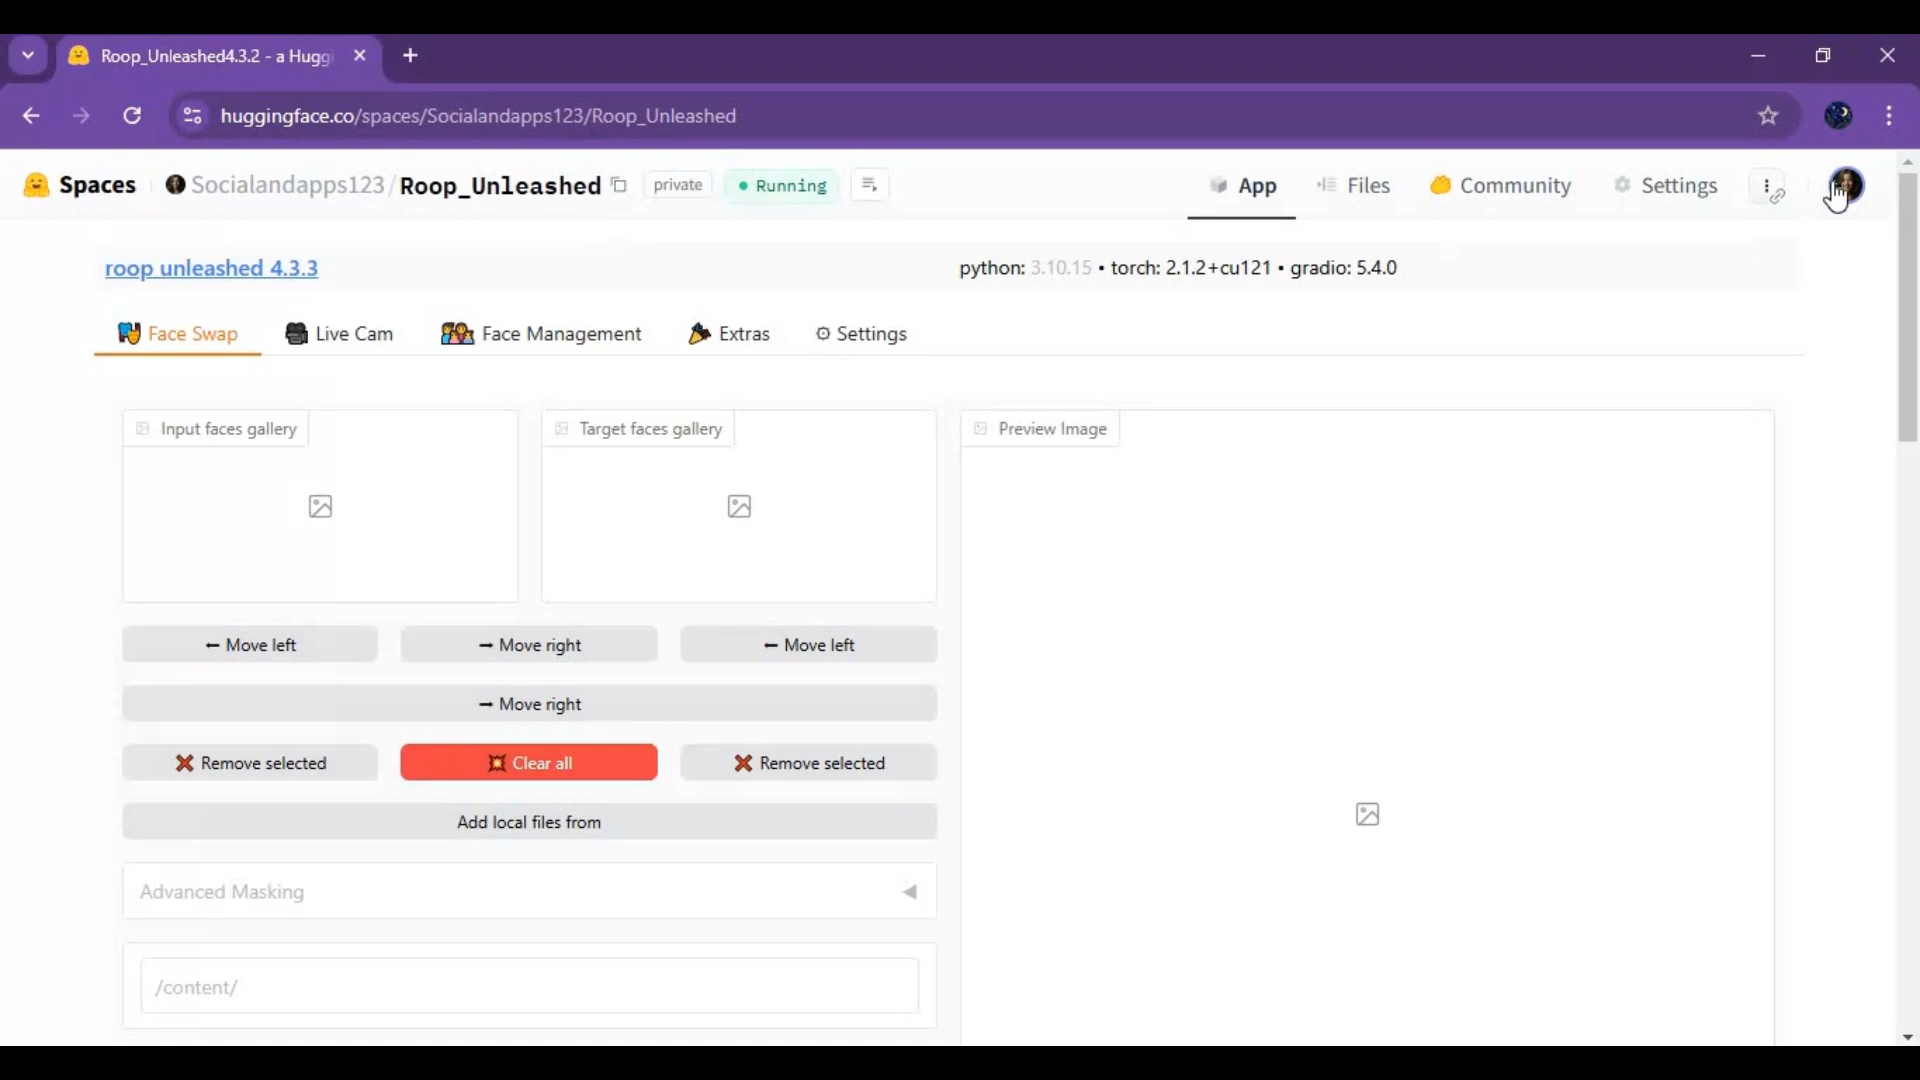 Roop_Unleashed4.3.2 - a Huggi
huggingface.co/spaces/Socialandapps123/Roop_Unleashed
Spaces Socialandapps123/Roop_Unleashed private Running App Files Community Settings
roop unleashed 4.3.3 python: 3.10.15 • torch: 2.1.2+cu121 • gradio: 5.4.0
Face Swap Live Cam Face Management Extras Settings
Input faces gallery Target faces gallery Preview Image
← Move left → Move right ← Move left
→ Move right
Remove selected Clear all Remove selected
Add local files from
Advanced Masking
/content/